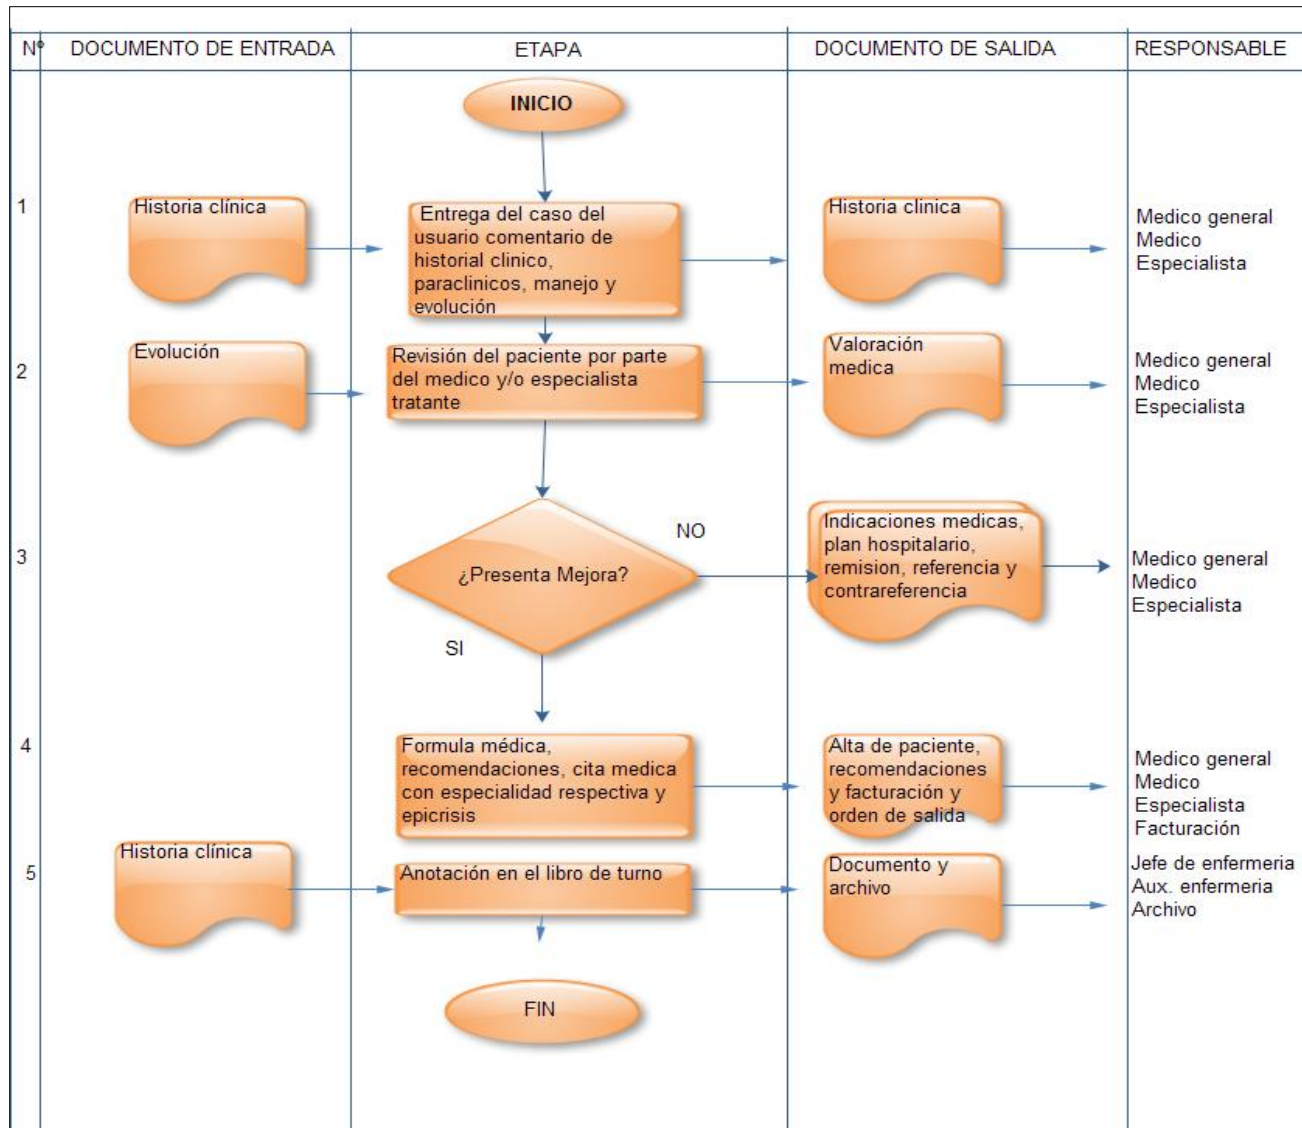 Nº DOCUMENTO DE ENTRADA ETAPA DOCUMENTO DE SALIDA RESPONSABLE
INICIO
1
Historia clínica
Entrega del caso del
usuario comentario de
historial clinico,
paraclinicos, manejo y
evolución
Historia clinica
Medico general
Medico
Especialista
2
Evolución
Revisión del paciente por parte
del medico y/o especialista
tratante
Valoración
medica
Medico general
Medico
Especialista
3
¿Presenta Mejora?
NO
SI
Indicaciones medicas,
plan hospitalario,
remision, referencia y
contrareferencia
Medico general
Medico
Especialista
4
Formula médica,
recomendaciones, cita medica
con especialidad respectiva y
epicrisis
Alta de paciente,
recomendaciones
y facturación y
orden de salida
Medico general
Medico
Especialista
Facturación
5
Historia clínica
Anotación en el libro de turno
Documento y
archivo
Jefe de enfermeria
Aux. enfermeria
Archivo
FIN